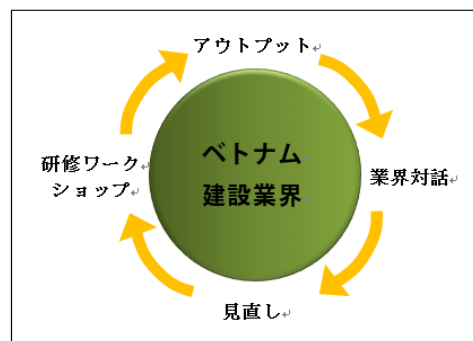 アウトプット
業界対話
見直し
研修ワーク
ショップ
ベトナム
建設業界